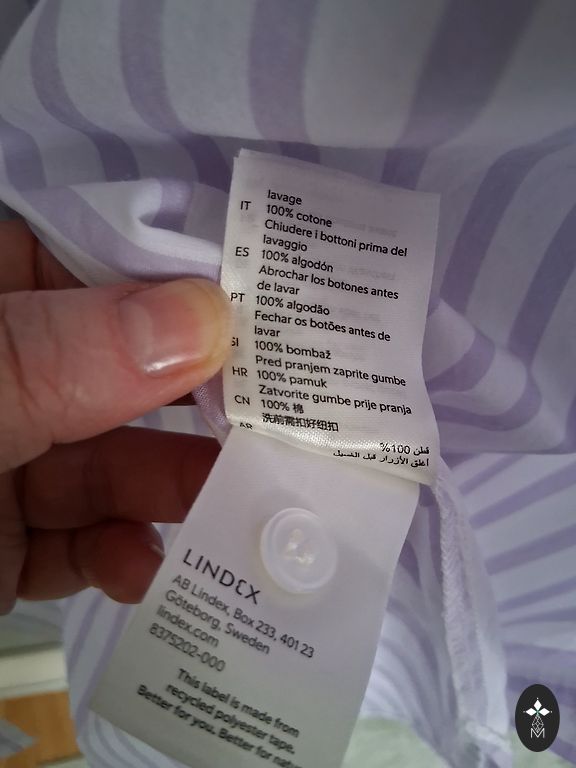 lavage
IT 100% cotone
Chiudere i bottoni prima del
lavaggio
ES 100% algodón
Abrochar los botones antes
de lavar
PT 100% algodão
Fechar os botões antes de
lavar
SI 100% bombaž
Pred pranjem zaprite gumbe
HR 100% pamuk
Zatvorite gumbe prije pranja
CN 100% 棉
洗前需扣好纽扣
AR
قطن 100%
أغلق الأزرار قبل الغسيل
LINDEX
AB Lindex, Box 233, 401 23
Göteborg, Sweden
lindex.com
8375202-000
This label is made from
recycled polyester tape.
Better for you. Better for
M